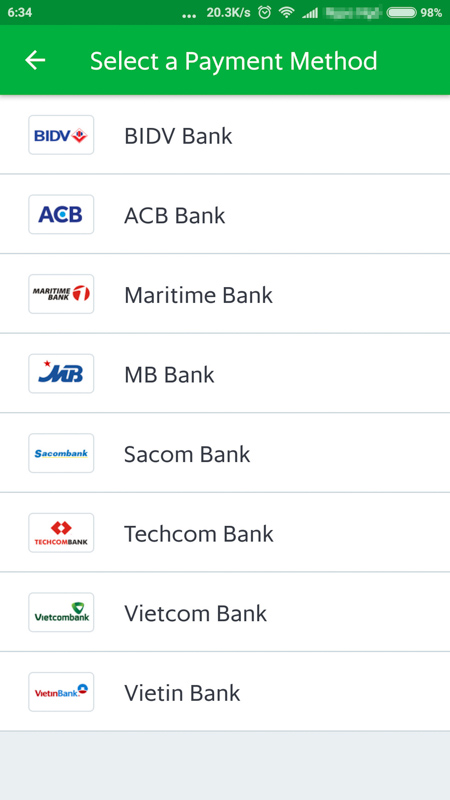 6:34 ... 20.3K/s 98%
Select a Payment Method
BIDV BIDV Bank
ACB ACB Bank
MARITIME
BANK Maritime Bank
MB MB Bank
Sacombank Sacom Bank
TECHCOMBANK Techcom Bank
Vietcombank Vietcom Bank
VietinBank Vietin Bank